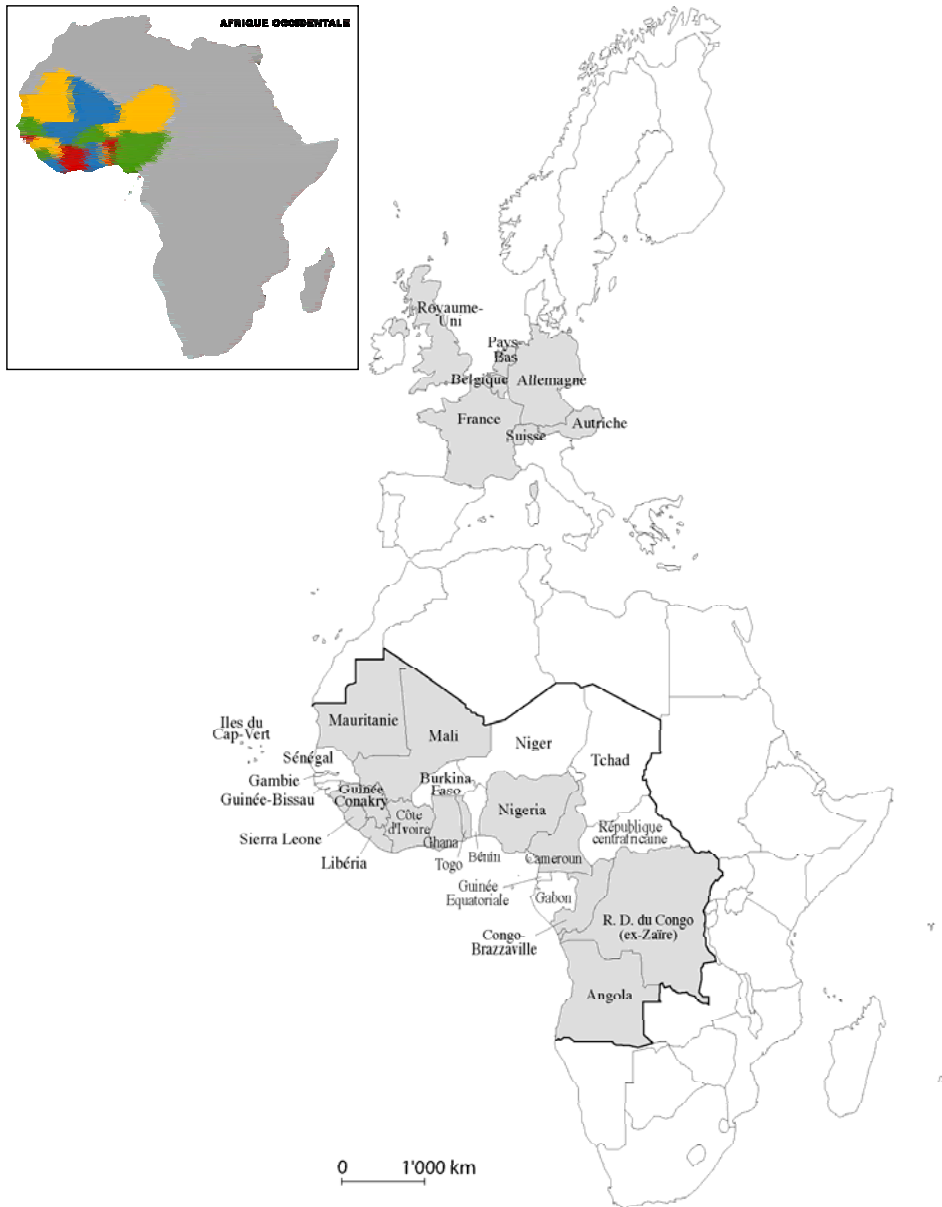 AFRIQUE OCCIDENTALE
Royaume-
Uni
Pays-
Bas
Belgique
Allemagne
France
Suisse
Autriche
Mauritanie
Mali
Niger
Tchad
Iles du
Cap-Vert
Sénégal
Gambie
Guinée-Bissau
Guinée
Conakry
Burkina
Faso
Nigeria
Côte
d'Ivoire
Ghana
Sierra Leone
Libéria
Togo
Bénin
Cameroun
République
centrafricaine
Guinée
Equatoriale
Gabon
Congo-
Brazzaville
R. D. du Congo
(ex-Zaïre)
Angola
0 1'000 km